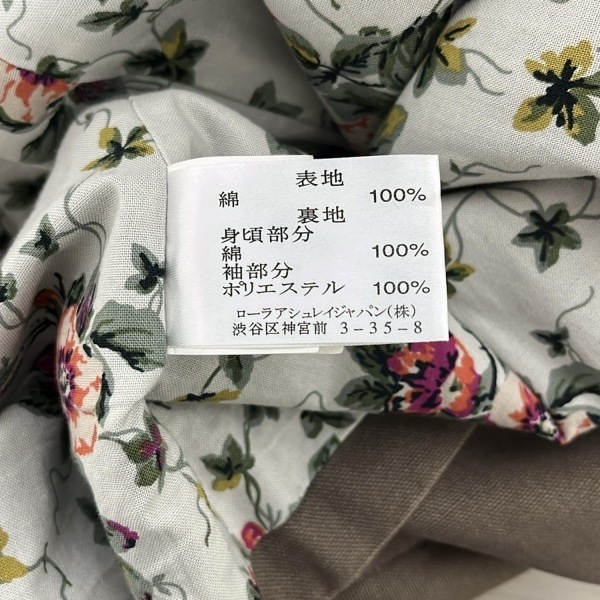 表地
綿 100%
裏地
身頃部分
綿 100%
袖部分
ポリエステル 100%
ローラアシュレイジャパン(株)
渋谷区神宮前 3-35-8